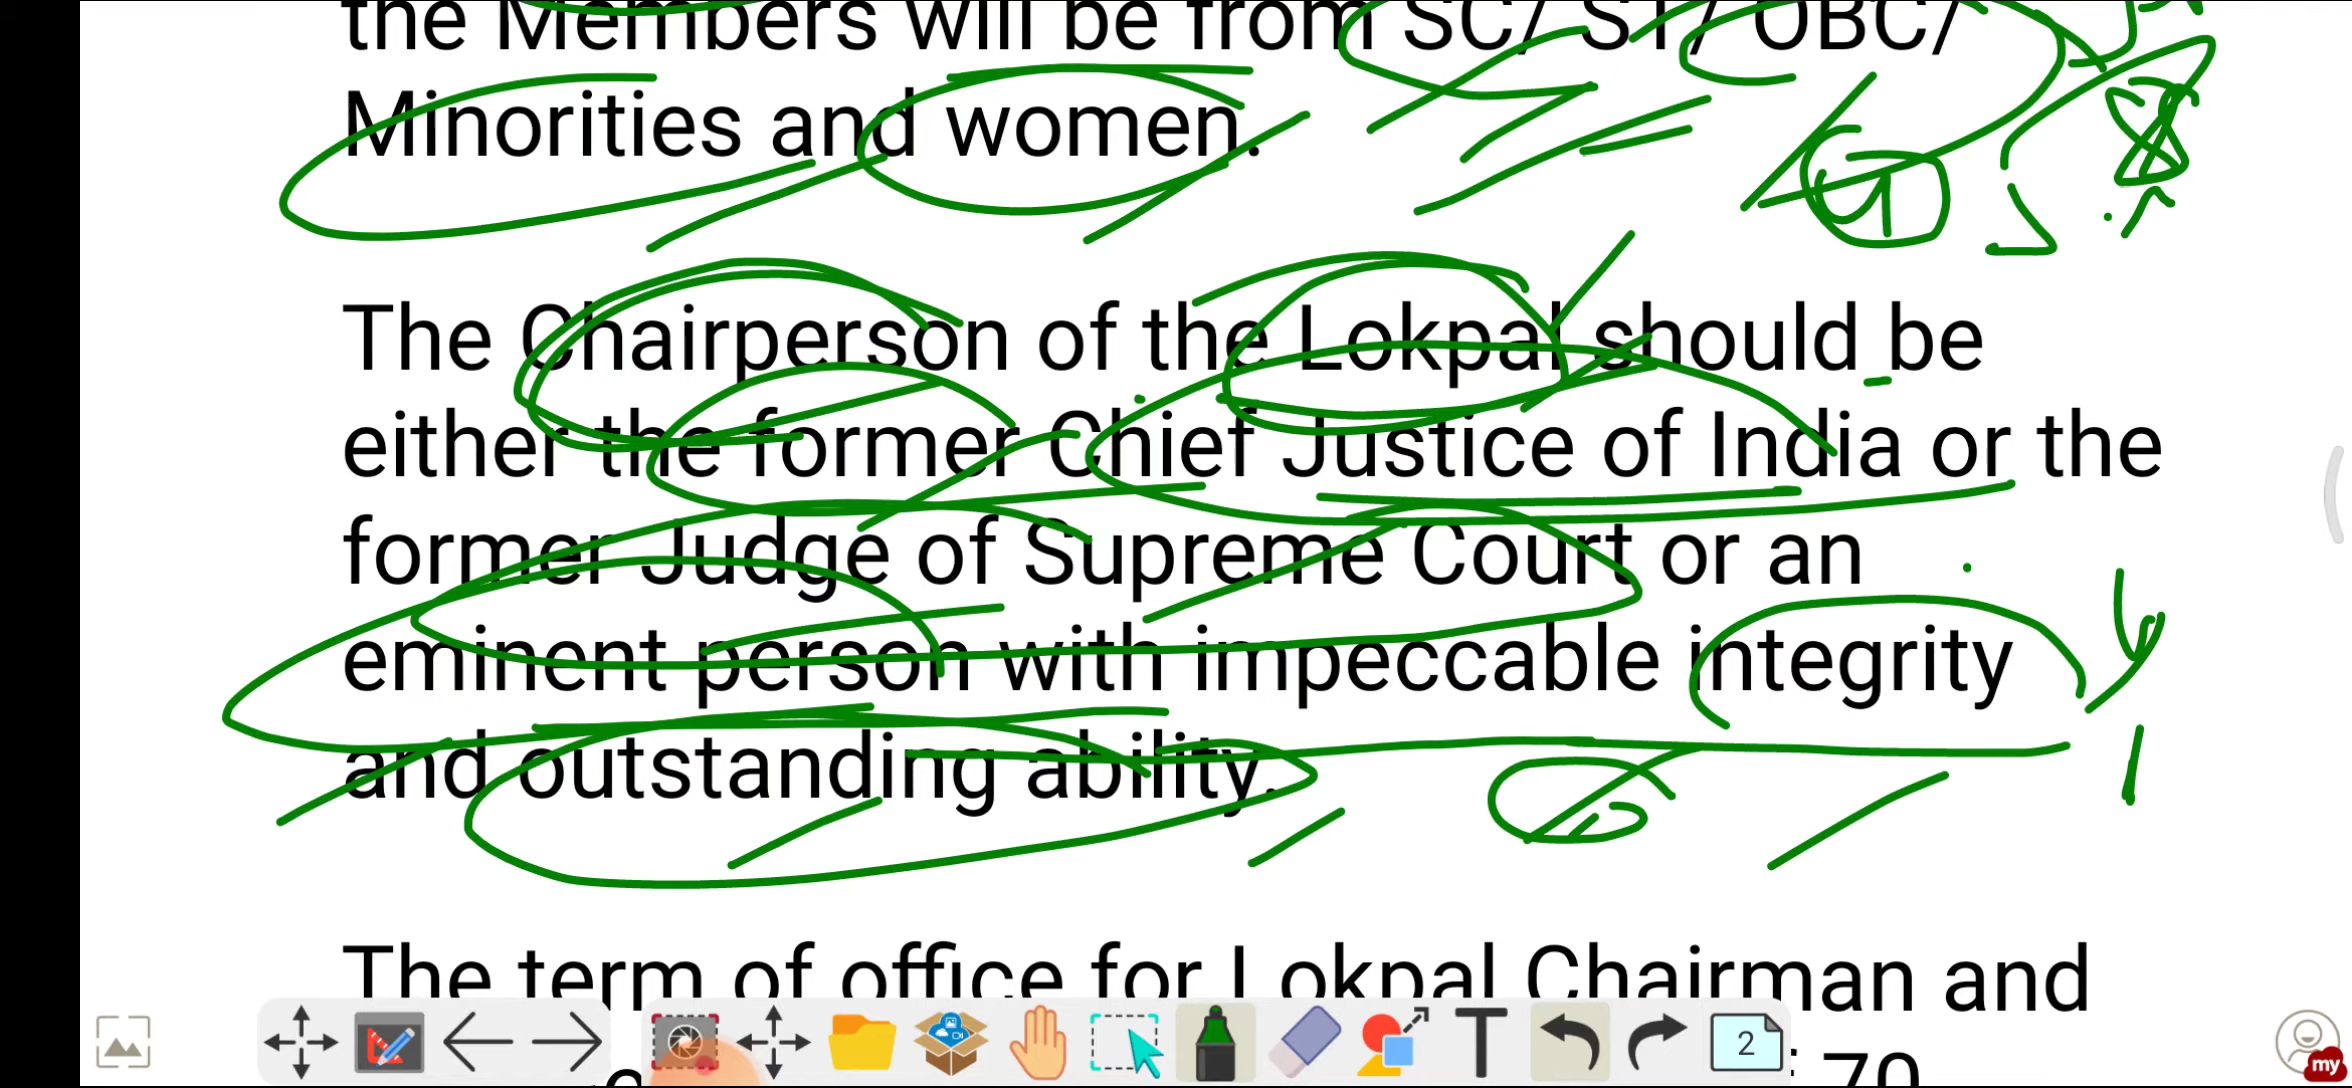 the Members will be from SC/ ST/ OBC/
Minorities and women.
The Chairperson of the Lokpal should be
either the former Chief Justice of India or the
former Judge of Supreme Court or an
eminent person with impeccable integrity
and outstanding ability.
The term of office for Lokpal Chairman and
70
2
my